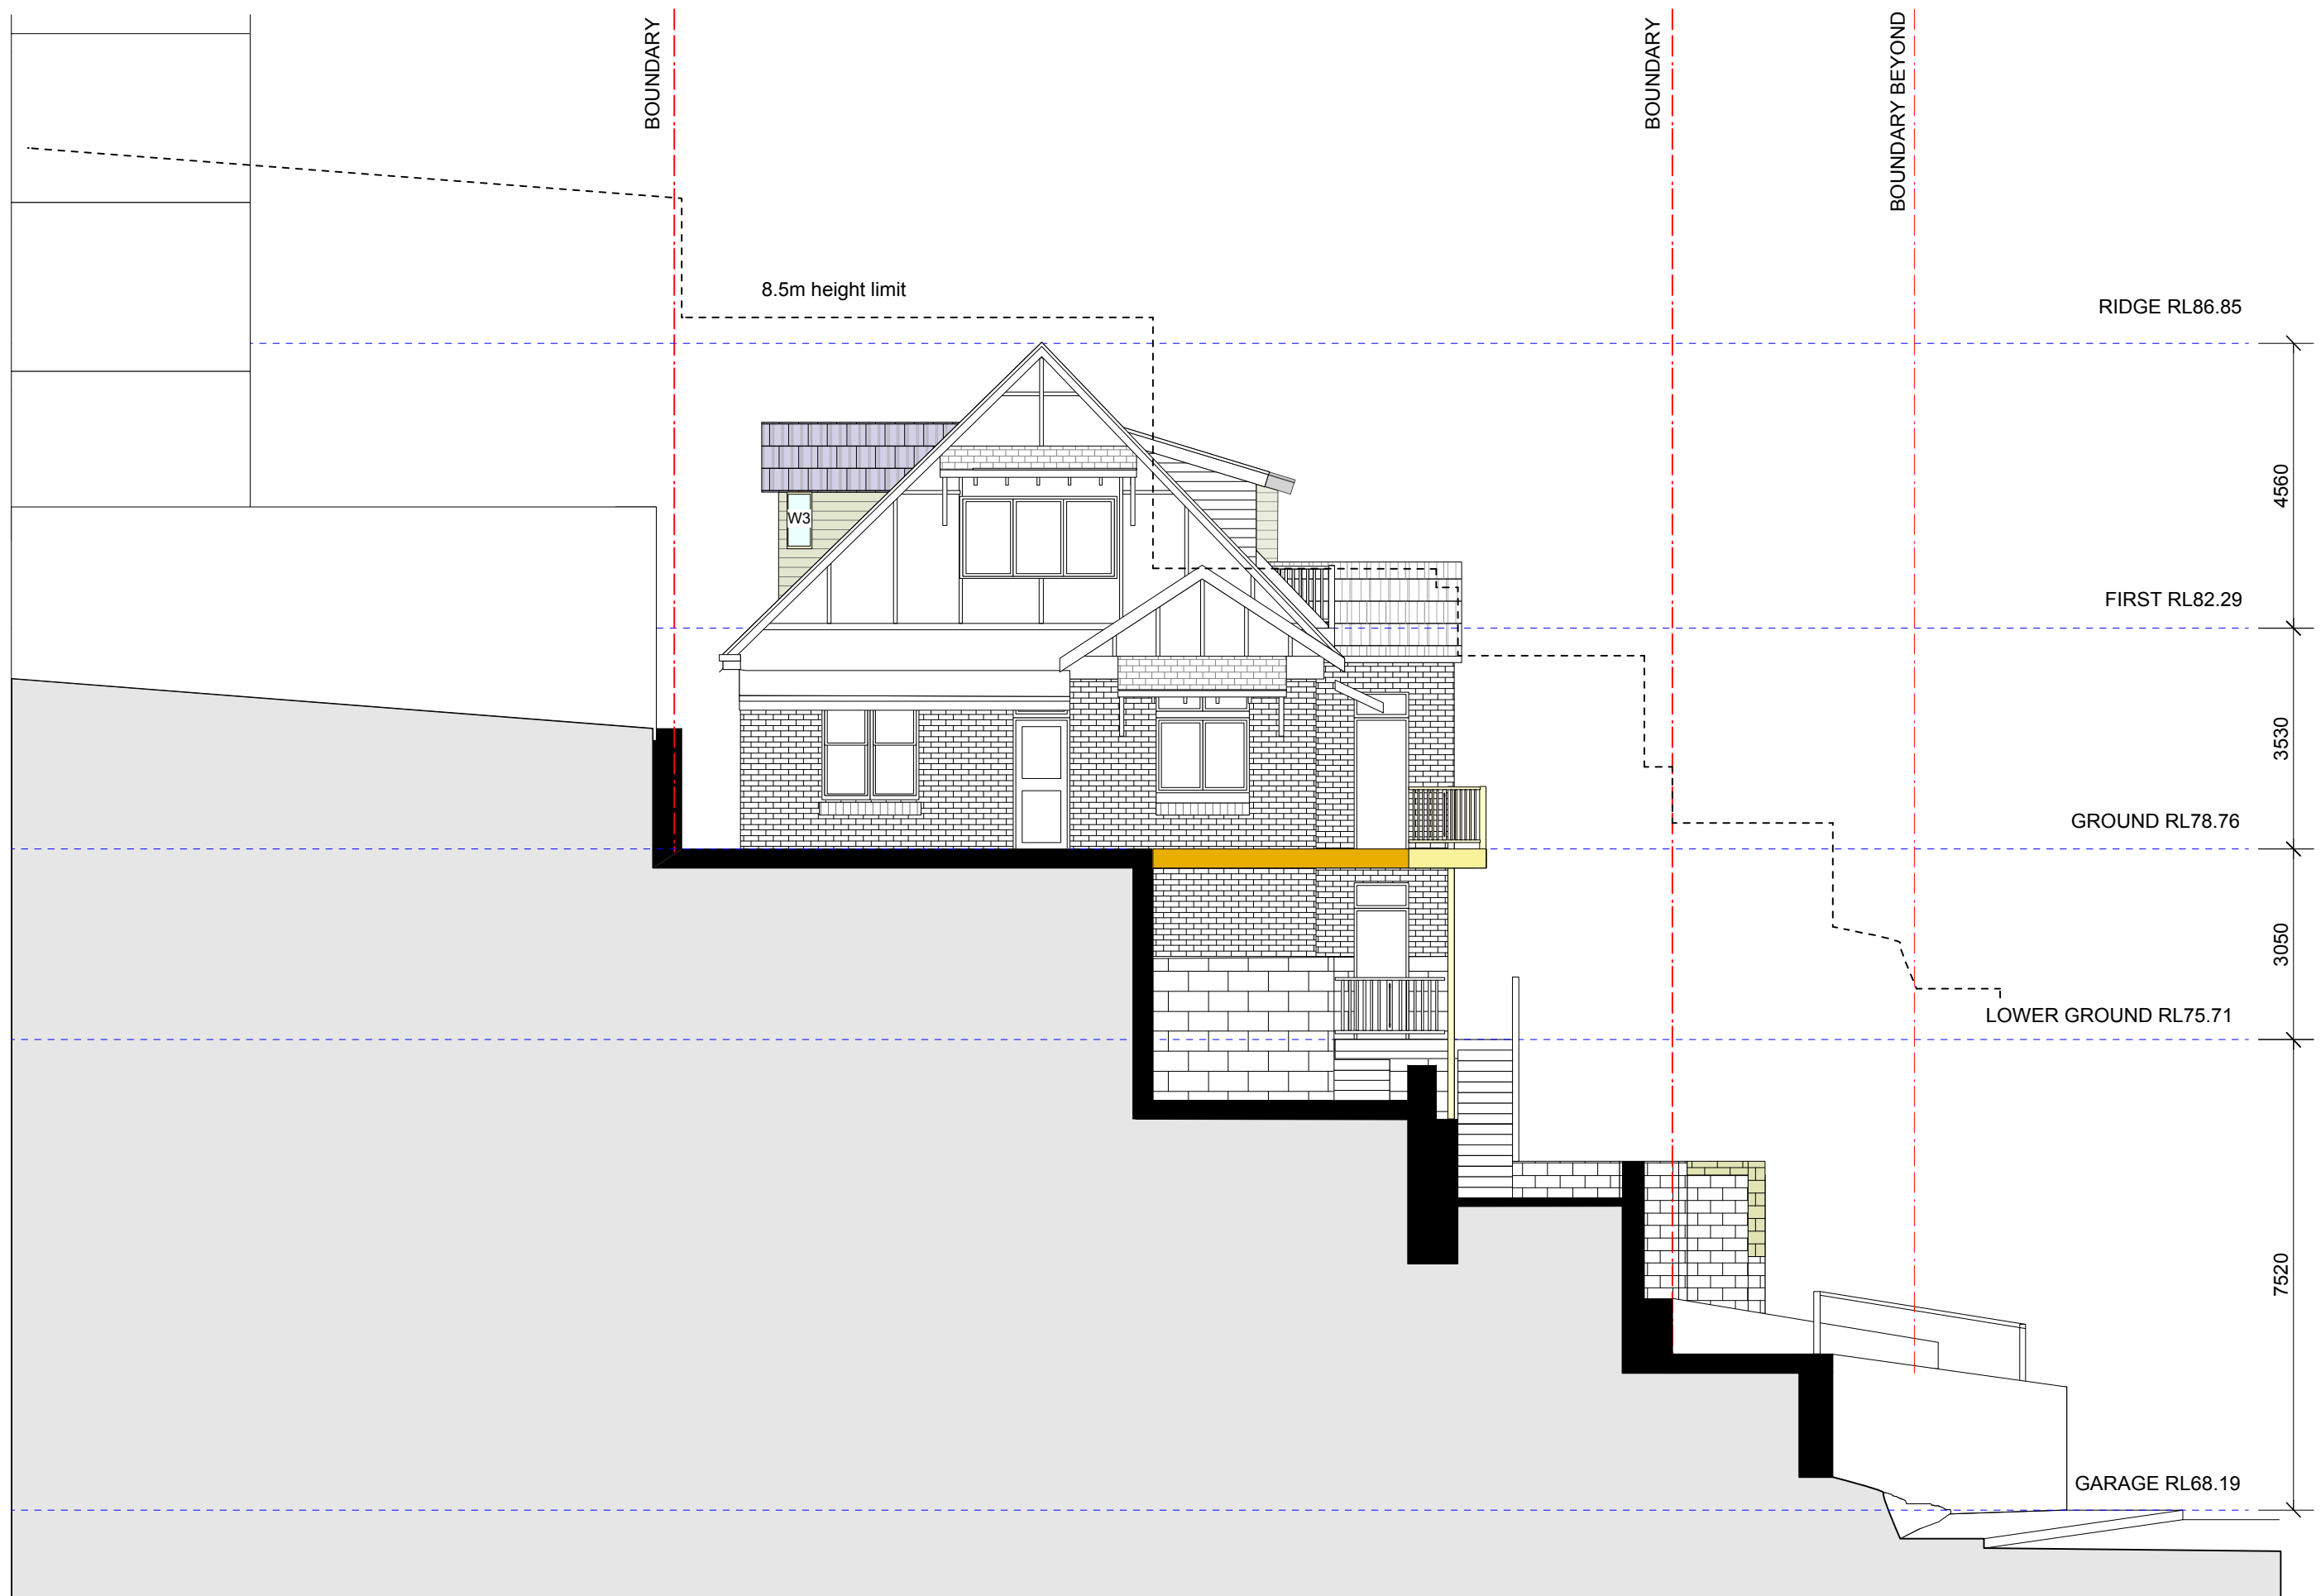 BOUNDARY
BOUNDARY
BOUNDARY BEYOND
8.5m height limit
RIDGE RL86.85
4560
W3
FIRST RL82.29
3530
GROUND RL78.76
3050
LOWER GROUND RL75.71
7520
GARAGE RL68.19